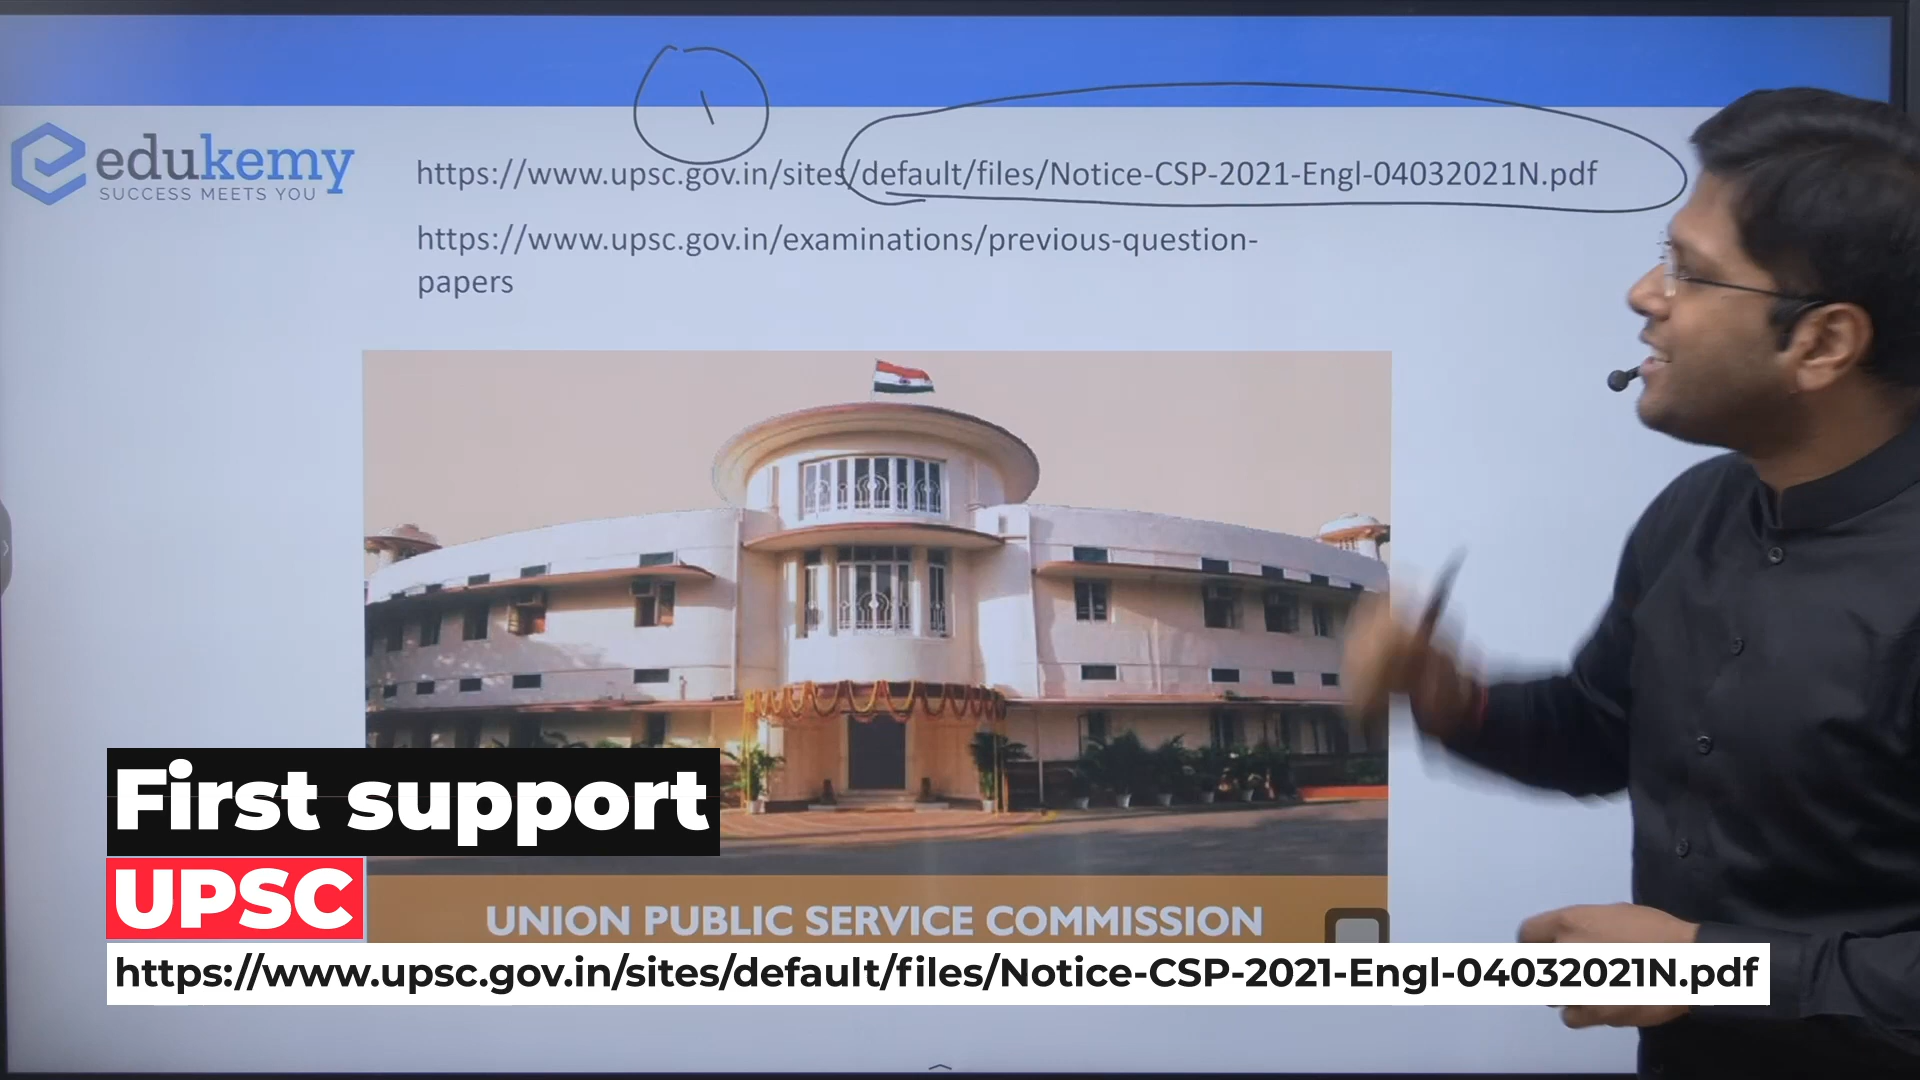 1
edukemy
SUCCESS MEETS YOU
https://www.upsc.gov.in/sites/default/files/Notice-CSP-2021-Engl-04032021N.pdf
https://www.upsc.gov.in/examinations/previous-question-
papers
First support
UPSC
UNION PUBLIC SERVICE COMMISSION
https://www.upsc.gov.in/sites/default/files/Notice-CSP-2021-Engl-04032021N.pdf